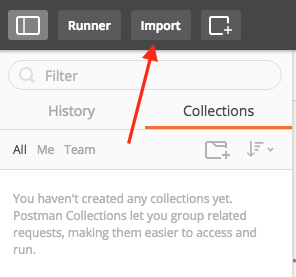 Runner Import
Filter
History Collections
All Me Team
You haven't created any collections yet.
Postman Collections let you group related
requests, making them easier to access and
run.